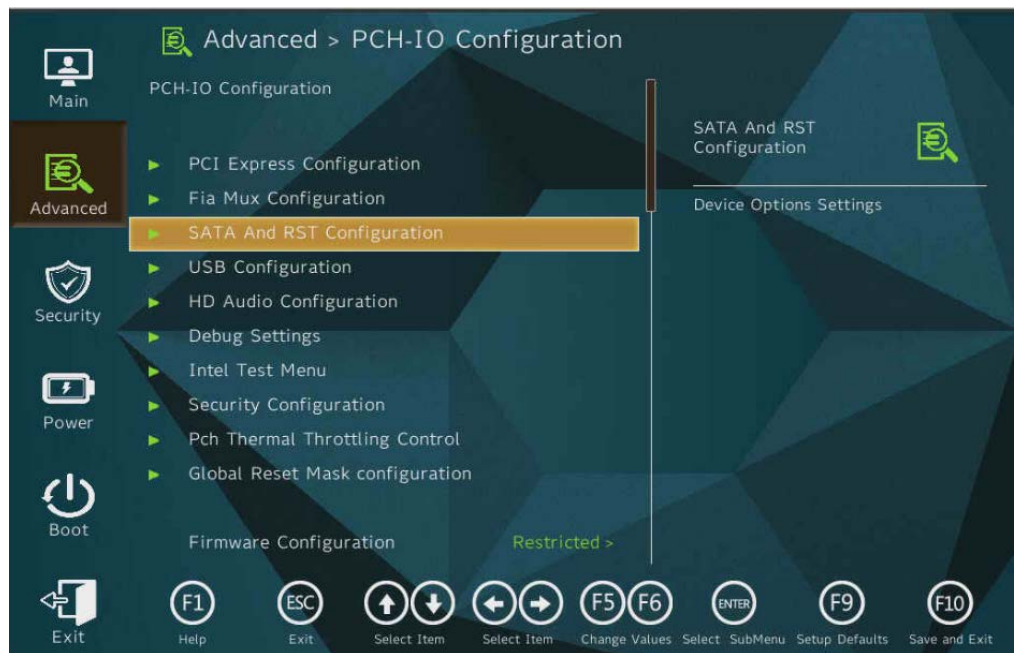 Advanced > PCH-IO Configuration
Main
PCH-IO Configuration
SATA And RST
Configuration
PCI Express Configuration
Advanced
Fia Mux Configuration
Device Options Settings
SATA And RST Configuration
USB Configuration
HD Audio Configuration
Security
Debug Settings
Intel Test Menu
Security Configuration
Power
Pch Thermal Throttling Control
Global Reset Mask configuration
Boot
Firmware Configuration Restricted >
F1 ESC F5 F6 ENTER F9 F10
Exit Help Exit Select Item Select Item Change Values Select SubMenu Setup Defaults Save and Exit